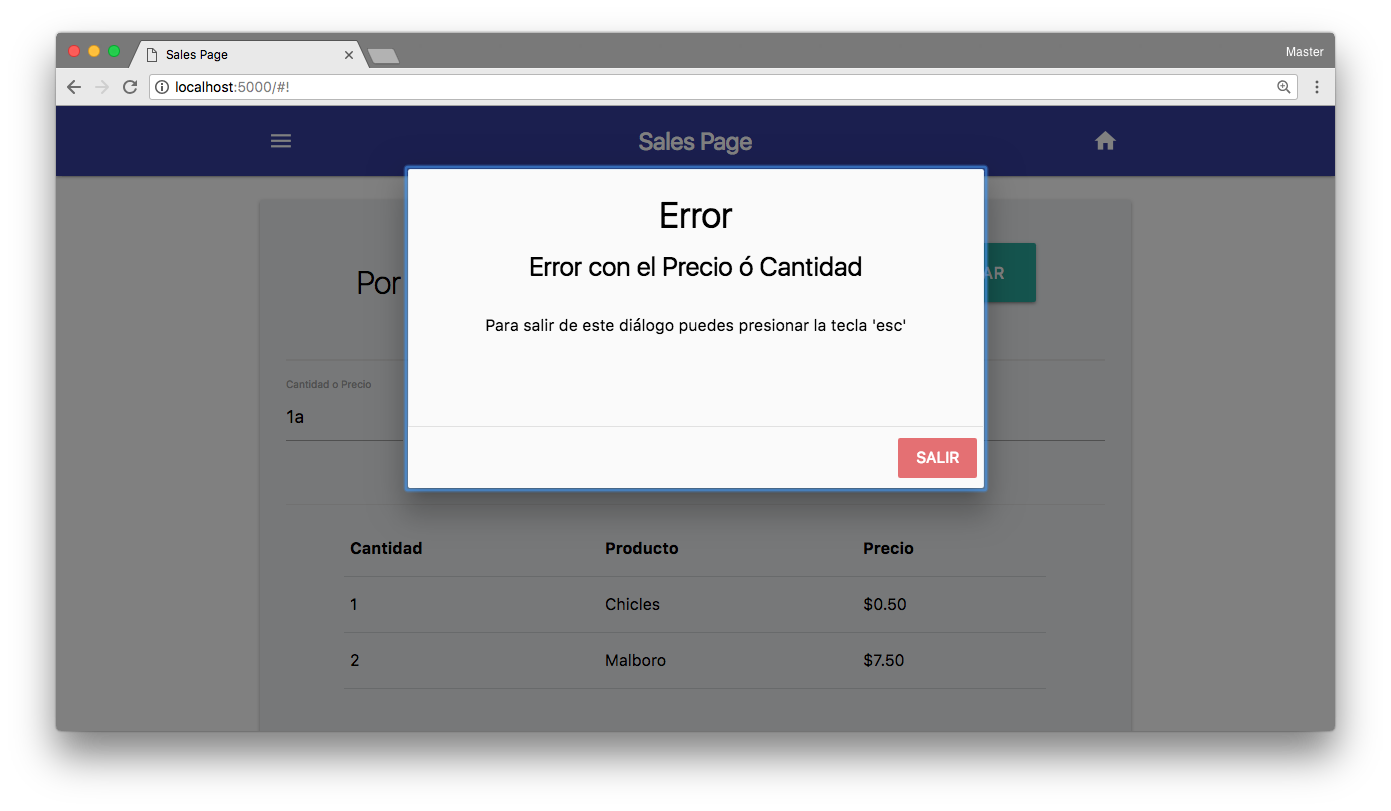 Sales Page
Master
localhost:5000/#!
Sales Page
Error
Error con el Precio ó Cantidad
Para salir de este diálogo puedes presionar la tecla 'esc'
SALIR
Por
AR
Cantidad o Precio
1a
Cantidad Producto Precio
1 Chicles $0.50
2 Malboro $7.50